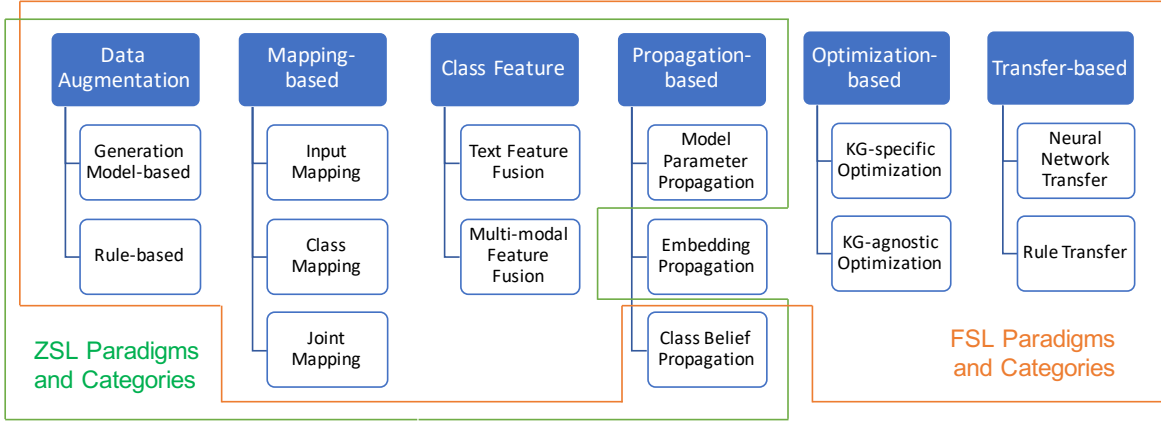 Data
Augmentation
Generation
Model-based
Rule-based
Mapping-
based
Input
Mapping
Class
Mapping
Joint
Mapping
Class Feature
Text Feature
Fusion
Multi-modal
Feature
Fusion
Propagation-
based
Model
Parameter
Propagation
Embedding
Propagation
Class Belief
Propagation
Optimization-
based
KG-specific
Optimization
KG-agnostic
Optimization
Transfer-based
Neural
Network
Transfer
Rule Transfer
ZSL Paradigms
and Categories
FSL Paradigms
and Categories